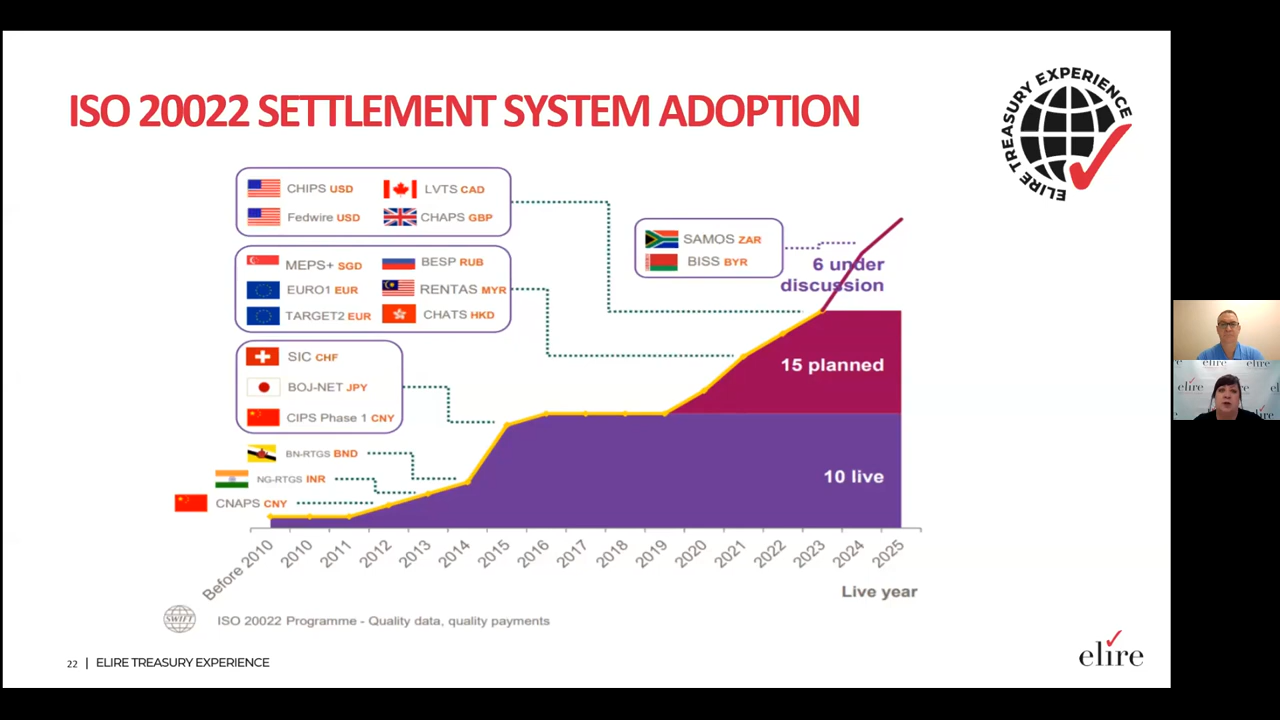 ISO 20022 SETTLEMENT SYSTEM ADOPTION
ELIRE TREASURY EXPERIENCE
CHIPS USD
LVTS CAD
Fedwire USD
CHAPS GBP
MEPS+ SGD
BESP RUB
EURO1 EUR
RENTAS MYR
TARGET2 EUR
CHATS HKD
SIC CHF
BOJ-NET JPY
CIPS Phase 1 CNY
BN-RTGS BND
NG-RTGS INR
CNAPS CNY
SAMOS ZAR
BISS BYR
6 under
discussion
15 planned
10 live
Before 2010
2010
2011
2012
2013
2014
2015
2016
2017
2018
2019
2020
2021
2022
2023
2024
2025
Live year
SWIFT
ISO 20022 Programme - Quality data, quality payments
22 | ELIRE TREASURY EXPERIENCE
elire
elire